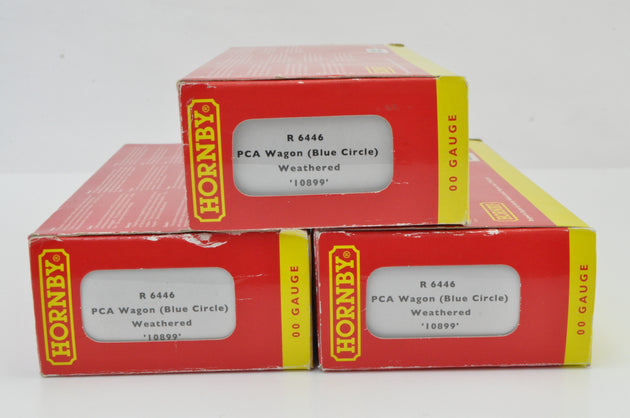 HORNBY®
R 6446
PCA Wagon (Blue Circle)
Weathered
'10899'
00 GAUGE
HORNBY®
R 6446
PCA Wagon (Blue Circle)
Weathered
'10899'
00 GAUGE
HORNBY®
R 6446
PCA Wagon (Blue Circle)
Weathered
'10899'
00 GAUGE